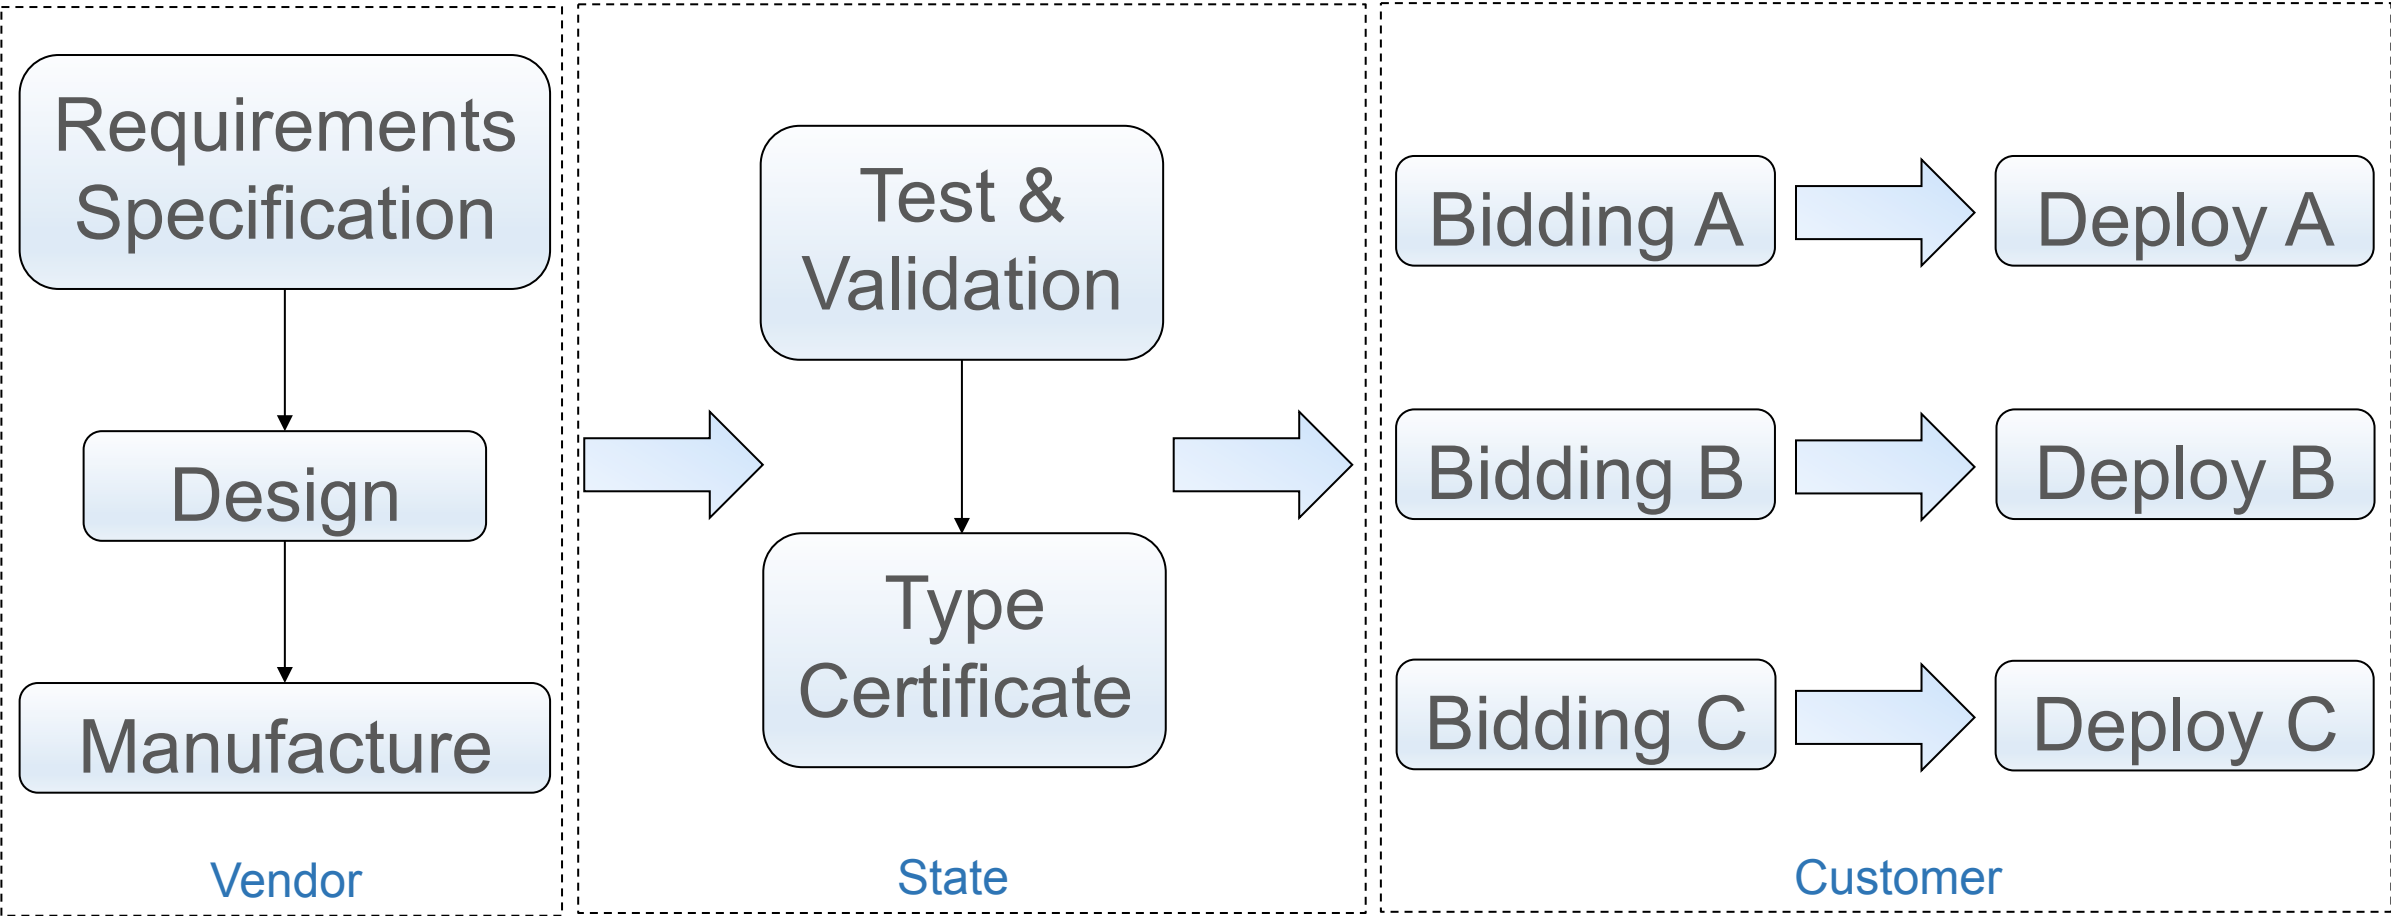 Requirements
Specification
Design
Manufacture
Vendor
Test &
Validation
Type
Certificate
State
Bidding A
Deploy A
Bidding B
Deploy B
Bidding C
Deploy C
Customer